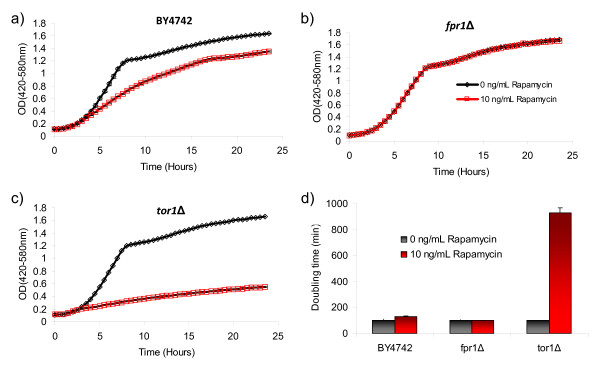 a)
BY4742
OD(420-580nm)
1.8
1.6
1.4
1.2
1
0.8
0.6
0.4
0.2
0
5
10
15
20
25
Time (Hours)
b)
fpr1Δ
OD(420-580nm)
1.8
1.6
1.4
1.2
1
0.8
0.6
0.4
0.2
0 ng/mL Rapamycin
10 ng/mL Rapamycin
0
5
10
15
20
25
Time (Hours)
c)
tor1Δ
OD(420-580nm)
1.8
1.6
1.4
1.2
1
0.8
0.6
0.4
0.2
0
0
5
10
15
20
25
Time (Hours)
d)
Doubling time (min)
1000
800
600
400
200
0
0 ng/mL Rapamycin
10 ng/mL Rapamycin
BY4742
fpr1Δ
tor1Δ